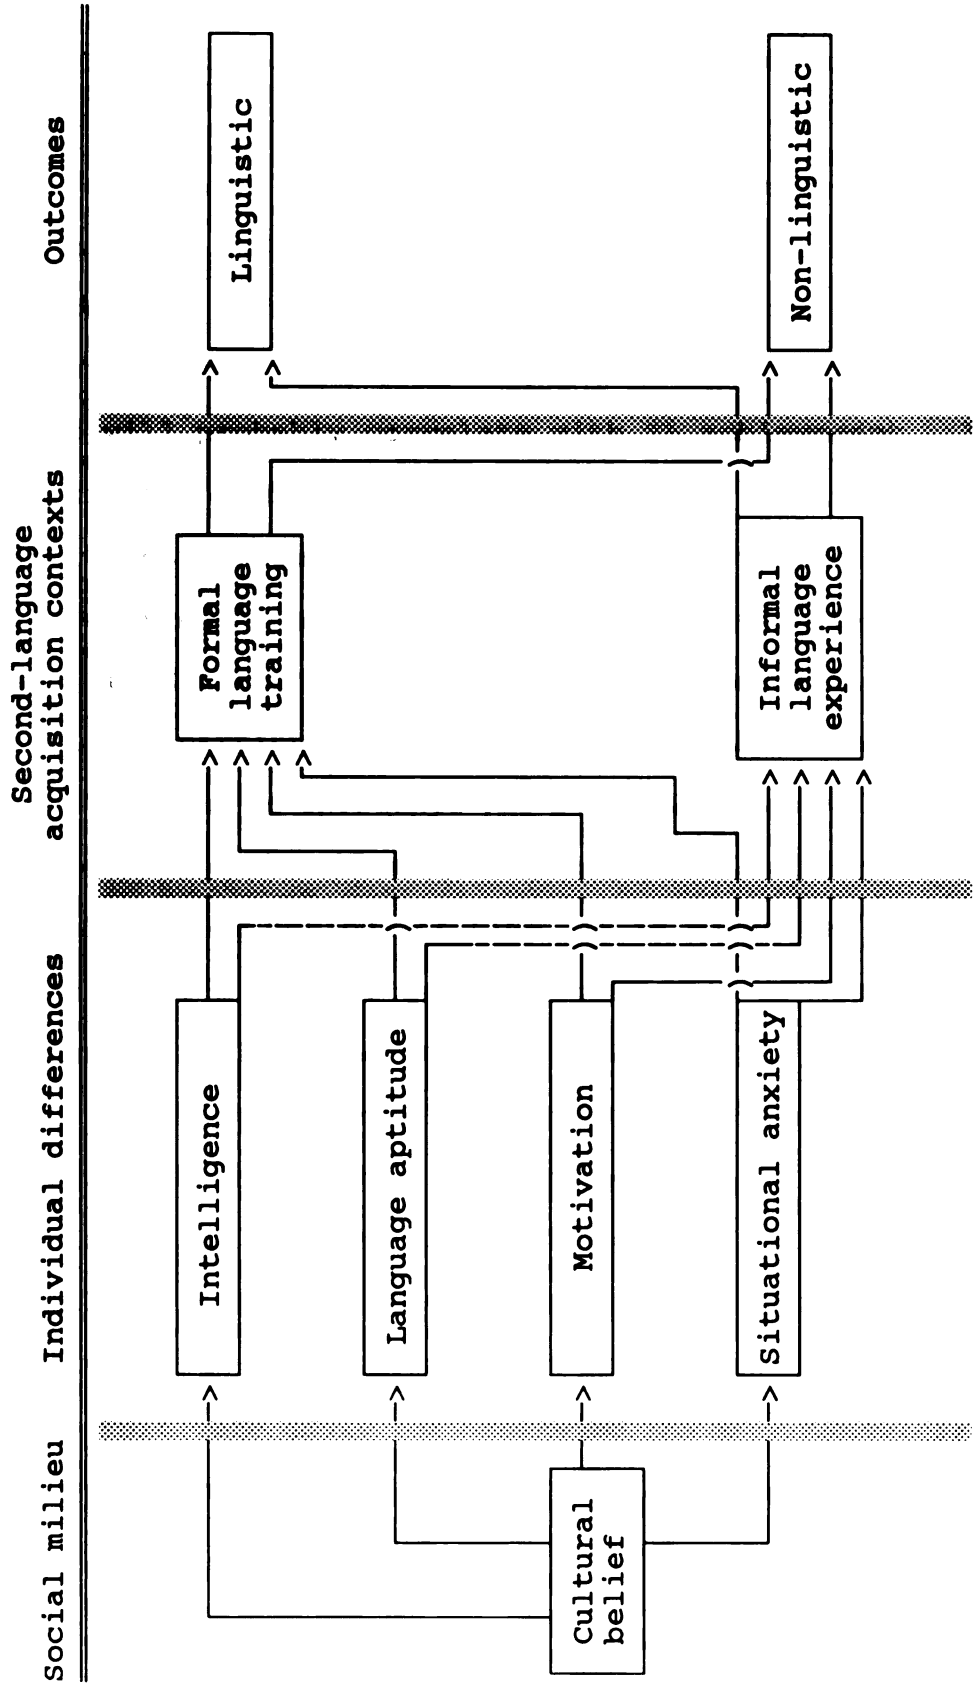 Social milieu
Individual differences
Second-language
acquisition contexts
Outcomes
Cultural
belief
Intelligence
Language aptitude
Motivation
Situational anxiety
Formal
language
training
Informal
language
experience
Linguistic
Non-linguistic